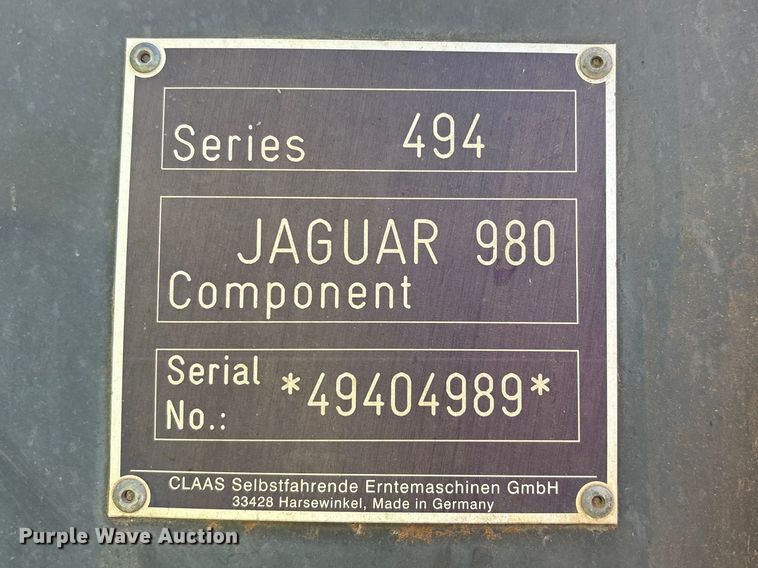 Series 494
JAGUAR 980
Component
Serial
No.: *49404989*
CLAAS Selbstfahrende Erntemaschinen GmbH
33428 Harsewinkel, Made in Germany
Purple Wave Auction